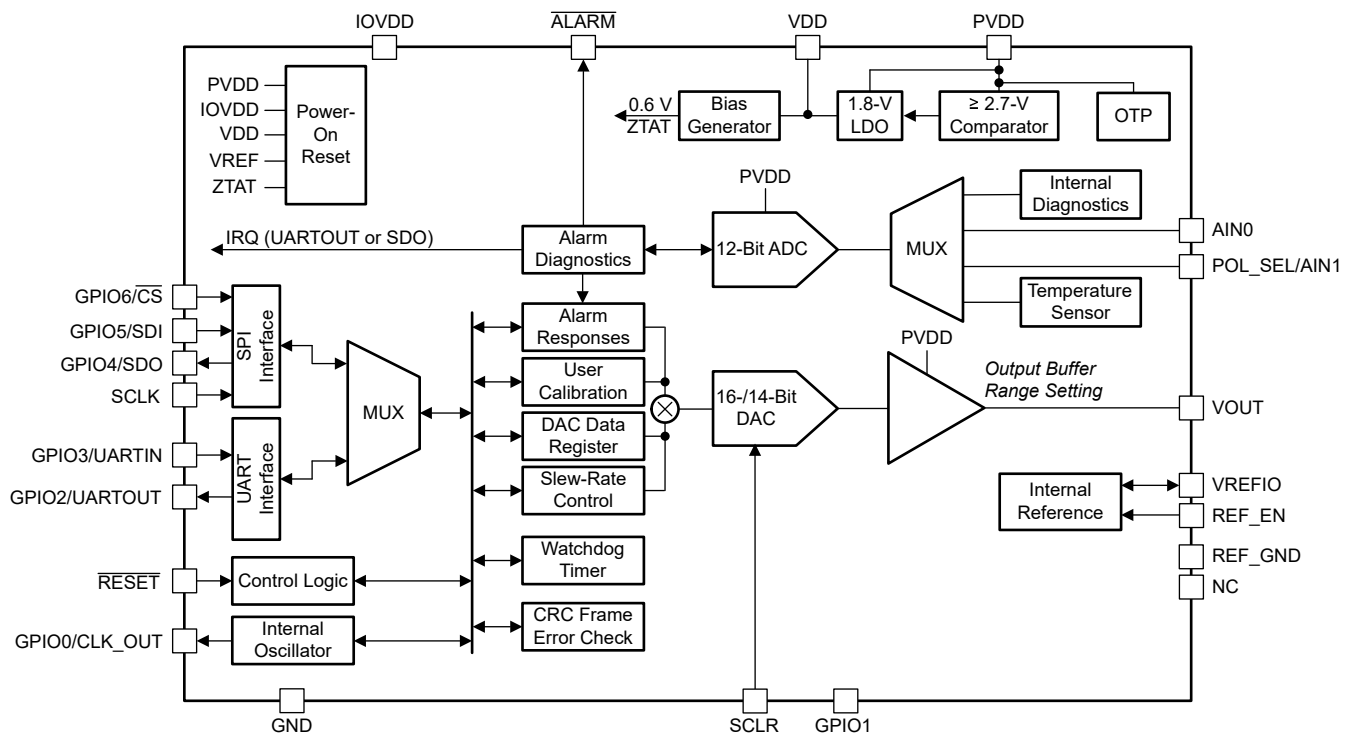 IOVDD
ALARM
VDD
PVDD
PVDD
IOVDD
VDD
VREF
ZTAT
Power-
On
Reset
0.6 V
ZTAT
Bias
Generator
1.8-V
LDO
≥ 2.7-V
Comparator
OTP
PVDD
Internal
Diagnostics
IRQ (UARTOUT or SDO)
Alarm
Diagnostics
12-Bit ADC
MUX
AIN0
POL_SEL/AIN1
Temperature
Sensor
GPIO6/CS
GPIO5/SDI
GPIO4/SDO
SCLK
SPI
Interface
Alarm
Responses
User
Calibration
DAC Data
Register
Slew-Rate
Control
MUX
16-/14-Bit
DAC
PVDD
Output Buffer
Range Setting
VOUT
GPIO3/UARTIN
GPIO2/UARTOUT
UART
Interface
Internal
Reference
VREFIO
REF_EN
REF_GND
NC
RESET
Control Logic
Watchdog
Timer
GPIO0/CLK_OUT
Internal
Oscillator
CRC Frame
Error Check
GND
SCLR
GPIO1